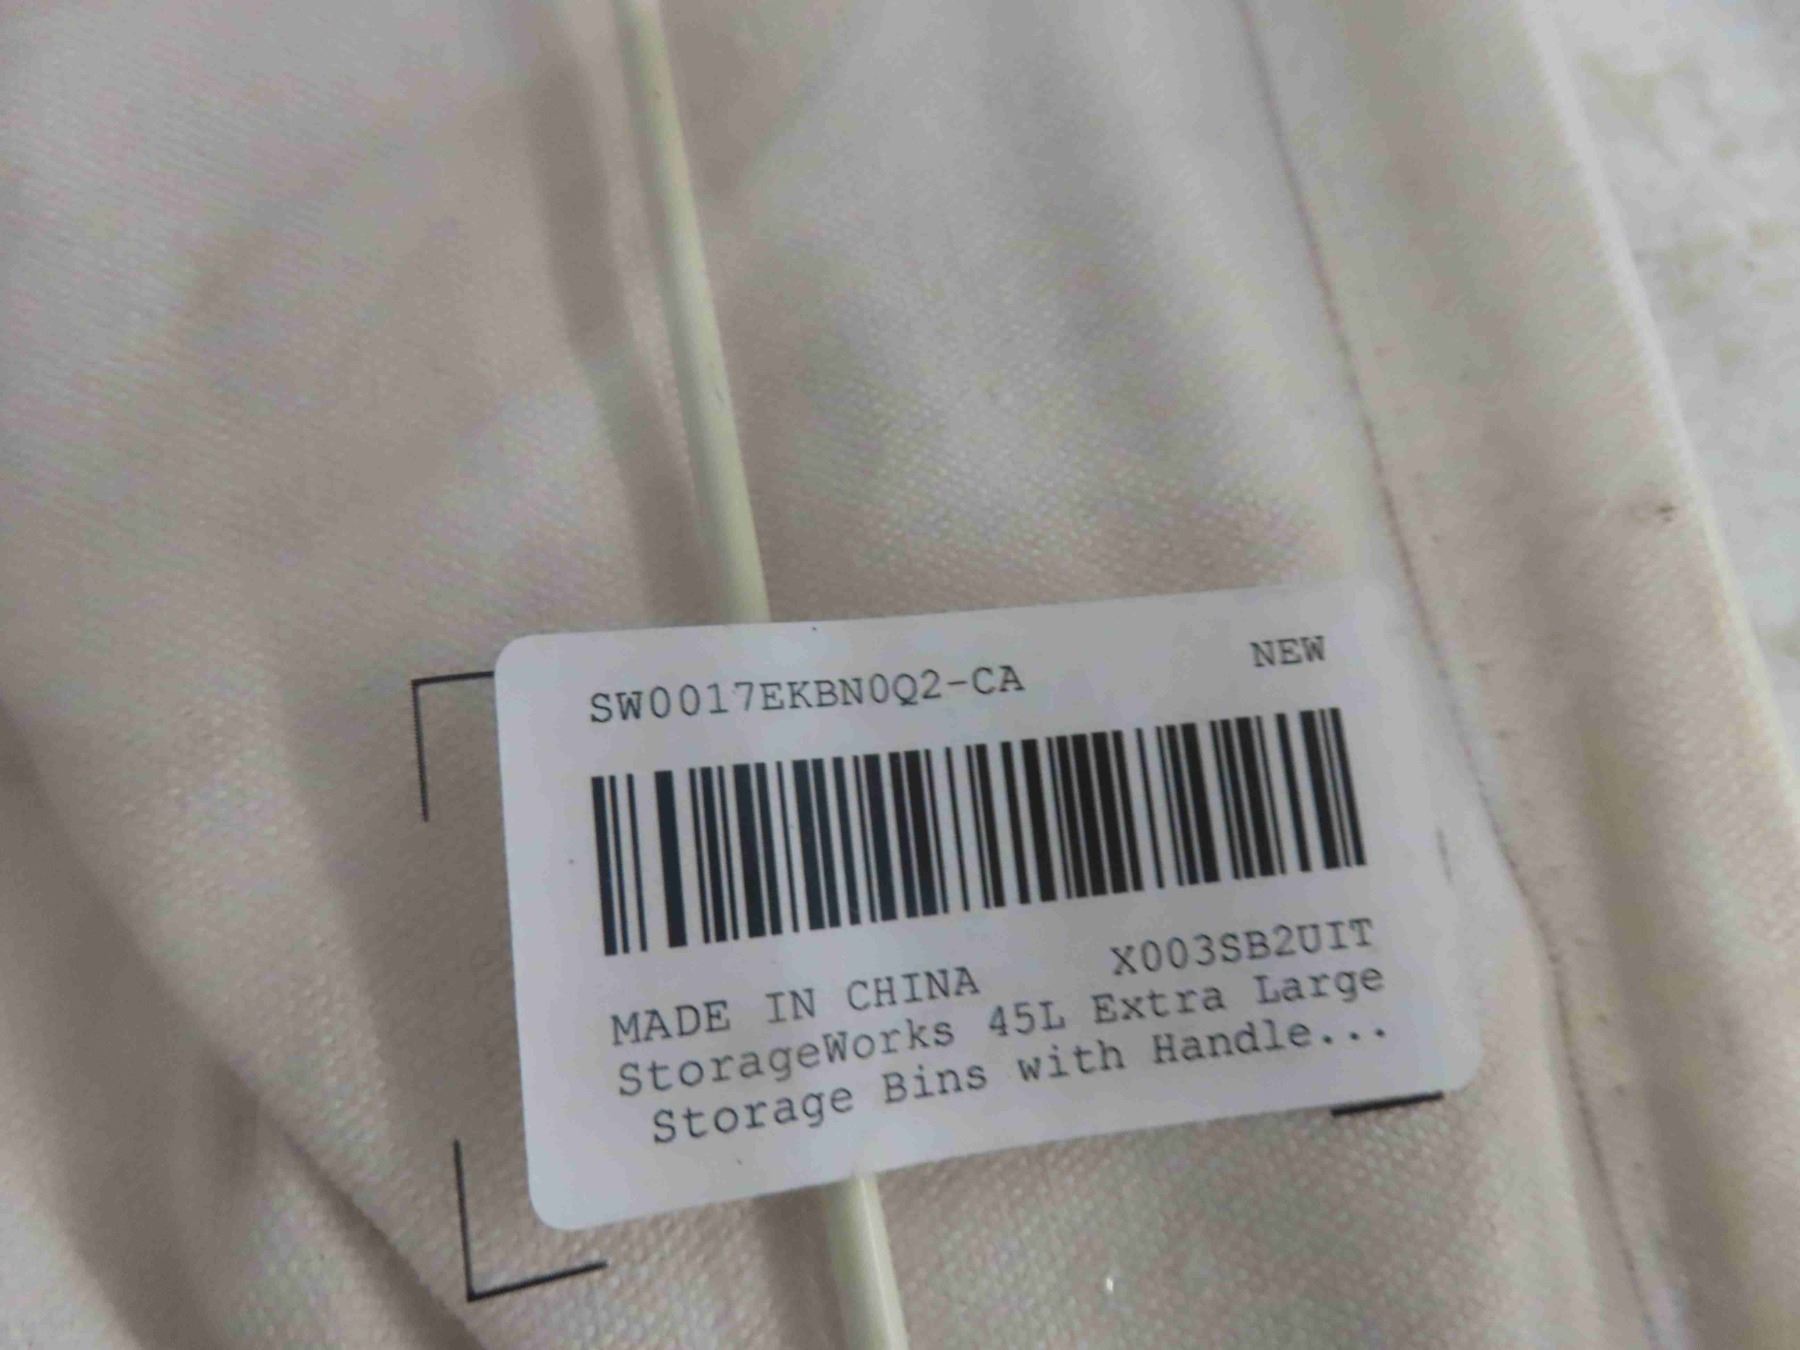 SW0017EKBN0Q2-CA NEW
MADE IN CHINA X003SB2UIT
StorageWorks 45L Extra Large
Storage Bins with Handle...